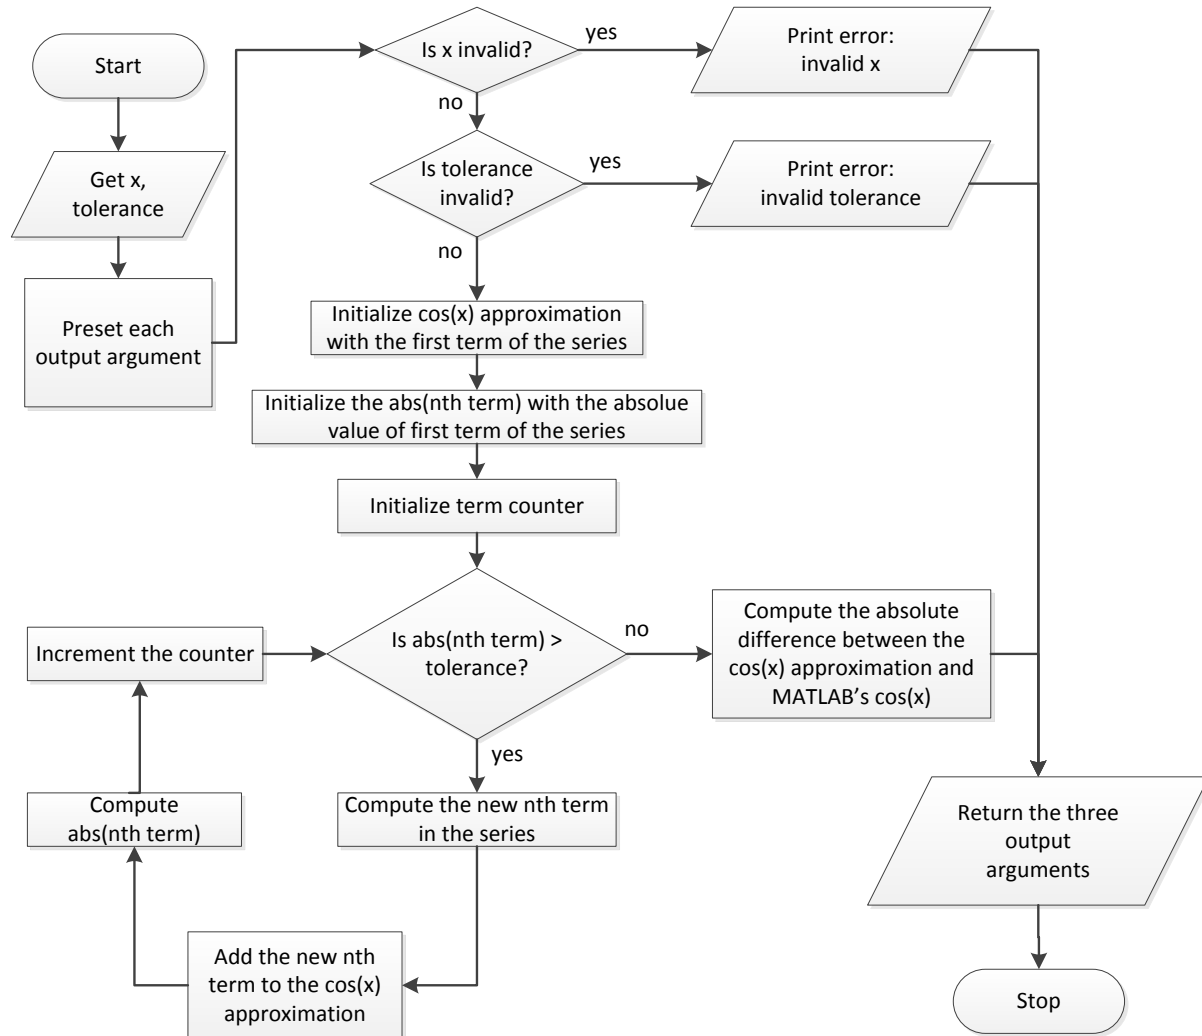 Start
Get x,
tolerance
Preset each
output argument
Is x invalid?
yes
Print error:
invalid x
no
Is tolerance
invalid?
yes
Print error:
invalid tolerance
no
Initialize cos(x) approximation
with the first term of the series
Initialize the abs(nth term) with the absolue
value of first term of the series
Initialize term counter
Is abs(nth term) >
tolerance?
no
Compute the absolute
difference between the
cos(x) approximation and
MATLAB’s cos(x)
yes
Compute the new nth term
in the series
Add the new nth
term to the cos(x)
approximation
Compute
abs(nth term)
Increment the counter
Return the three
output
arguments
Stop